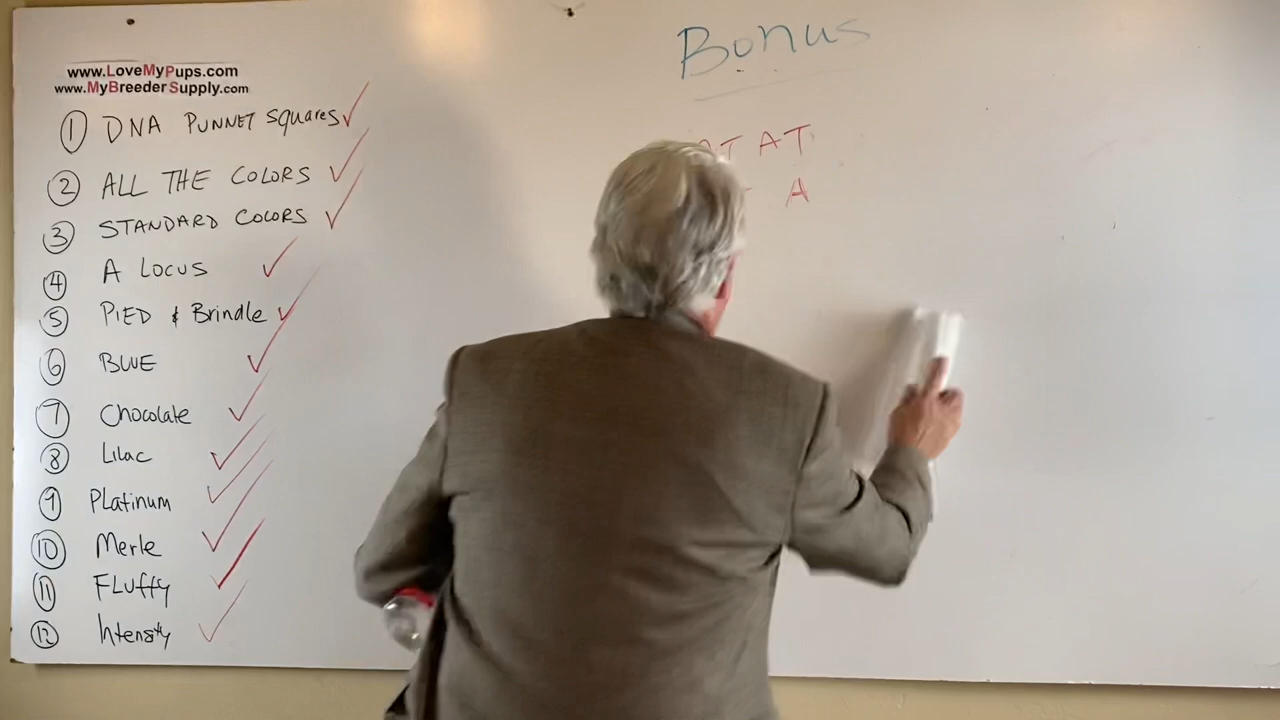 www.LoveMyPups.com
www.MyBreederSupply.com
① DNA PUNNET Squares ✓
② ALL THE COLORS ✓
③ STANDARD COLORS ✓
④ A LOCUS ✓
⑤ PIED & Brindle ✓
⑥ BLUE ✓
⑦ Chocolate ✓
⑧ Lilac ✓
⑨ Platinum ✓
⑩ Merle ✓
⑪ FLuffy ✓
⑫ Intensity ✓
Bonus
AT
A